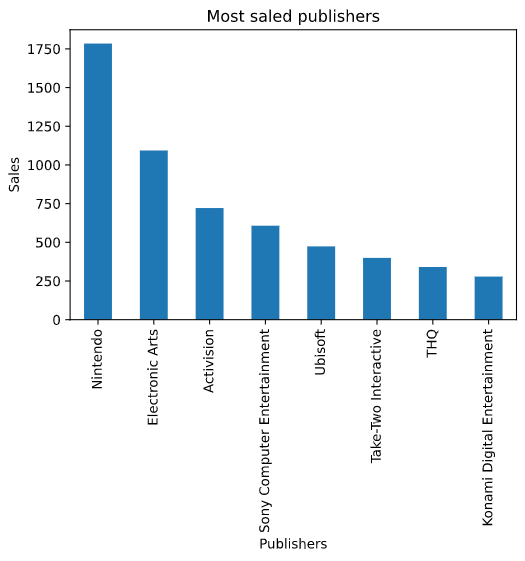 Most saled publishers
Sales
1750
1500
1250
1000
750
500
250
0
Nintendo
Electronic Arts
Activision
Sony Computer Entertainment
Ubisoft
Take-Two Interactive
THQ
Konami Digital Entertainment
Publishers